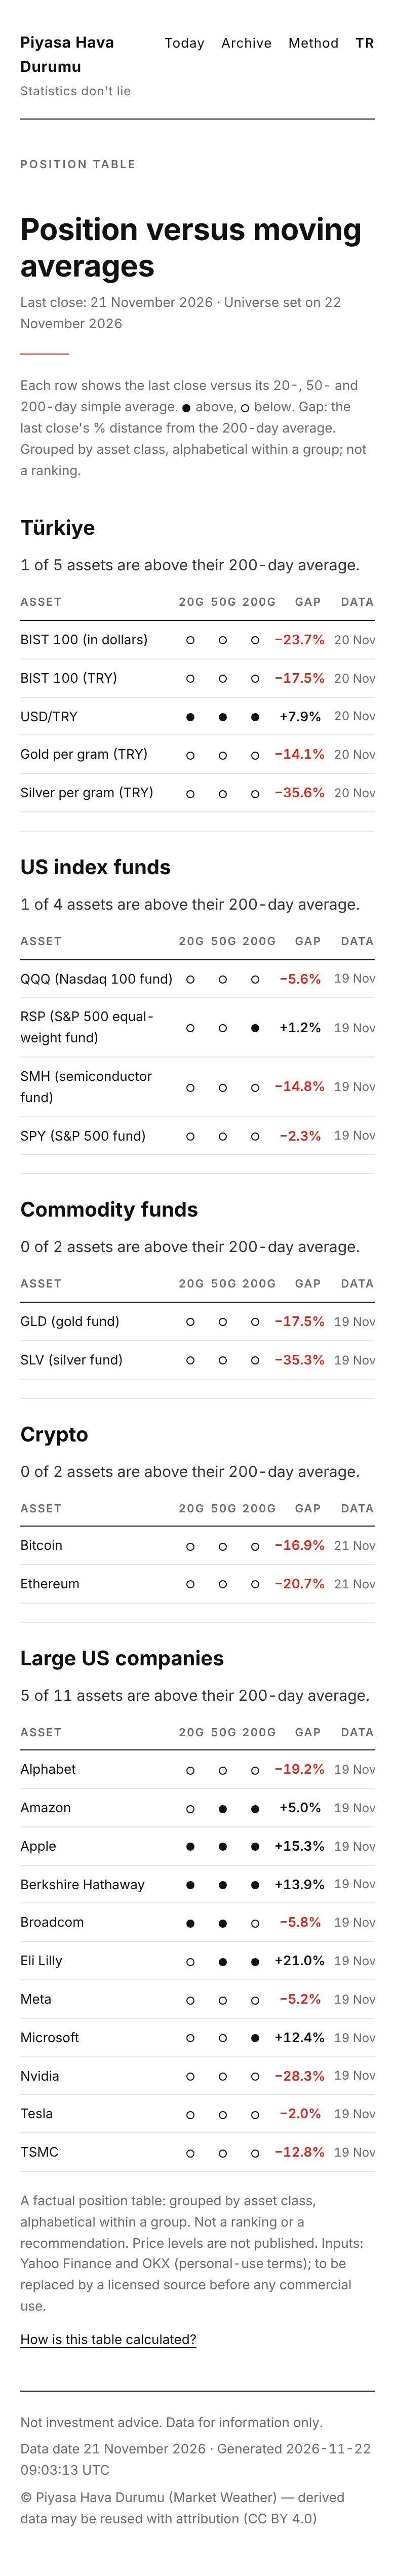 Piyasa Hava
Durumu
Today Archive Method TR
Statistics don't lie
POSITION TABLE
Position versus moving
averages
Last close: 21 November 2026 · Universe set on 22
November 2026
Each row shows the last close versus its 20-, 50- and
200-day simple average. ● above, ○ below. Gap: the
last close's % distance from the 200-day average.
Grouped by asset class, alphabetical within a group; not
a ranking.
Türkiye
1 of 5 assets are above their 200-day average.
ASSET 20G 50G 200G GAP DATA
BIST 100 (in dollars) ○ ○ ○ −23.7% 20 Nov
BIST 100 (TRY) ○ ○ ○ −17.5% 20 Nov
USD/TRY ● ● ● +7.9% 20 Nov
Gold per gram (TRY) ○ ○ ○ −14.1% 20 Nov
Silver per gram (TRY) ○ ○ ○ −35.6% 20 Nov
US index funds
1 of 4 assets are above their 200-day average.
ASSET 20G 50G 200G GAP DATA
QQQ (Nasdaq 100 fund) ○ ○ ○ −5.6% 19 Nov
RSP (S&P 500 equal-
weight fund) ○ ○ ● +1.2% 19 Nov
SMH (semiconductor
fund) ○ ○ ○ −14.8% 19 Nov
SPY (S&P 500 fund) ○ ○ ○ −2.3% 19 Nov
Commodity funds
0 of 2 assets are above their 200-day average.
ASSET 20G 50G 200G GAP DATA
GLD (gold fund) ○ ○ ○ −17.5% 19 Nov
SLV (silver fund) ○ ○ ○ −35.3% 19 Nov
Crypto
0 of 2 assets are above their 200-day average.
ASSET 20G 50G 200G GAP DATA
Bitcoin ○ ○ ○ −16.9% 21 Nov
Ethereum ○ ○ ○ −20.7% 21 Nov
Large US companies
5 of 11 assets are above their 200-day average.
ASSET 20G 50G 200G GAP DATA
Alphabet ○ ○ ○ −19.2% 19 Nov
Amazon ○ ● ● +5.0% 19 Nov
Apple ● ● ● +15.3% 19 Nov
Berkshire Hathaway ● ● ● +13.9% 19 Nov
Broadcom ● ● ○ −5.8% 19 Nov
Eli Lilly ○ ● ● +21.0% 19 Nov
Meta ○ ○ ○ −5.2% 19 Nov
Microsoft ○ ○ ● +12.4% 19 Nov
Nvidia ○ ○ ○ −28.3% 19 Nov
Tesla ○ ○ ○ −2.0% 19 Nov
TSMC ○ ○ ○ −12.8% 19 Nov
A factual position table: grouped by asset class,
alphabetical within a group. Not a ranking or a
recommendation. Price levels are not published. Inputs:
Yahoo Finance and OKX (personal-use terms); to be
replaced by a licensed source before any commercial
use.
How is this table calculated?
Not investment advice. Data for information only.
Data date 21 November 2026 · Generated 2026-11-22
09:03:13 UTC
© Piyasa Hava Durumu (Market Weather) — derived
data may be reused with attribution (CC BY 4.0)